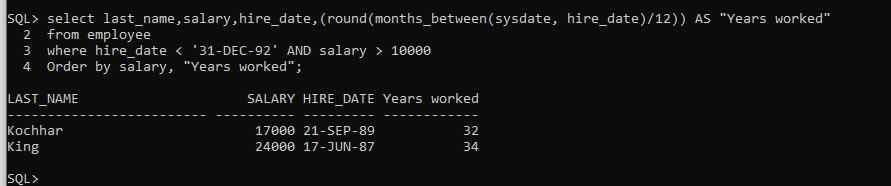 SQL> select last_name,salary,hire_date,(round(months_between(sysdate, hire_date)/12)) AS "Years worked"
  2  from employee
  3  where hire_date < '31-DEC-92' AND salary > 10000
  4  Order by salary, "Years worked";
LAST_NAME                     SALARY HIRE_DATE Years worked
------------------------- ---------- --------- ------------
Kochhar                        17000 21-SEP-89           32
King                           24000 17-JUN-87           34
SQL>